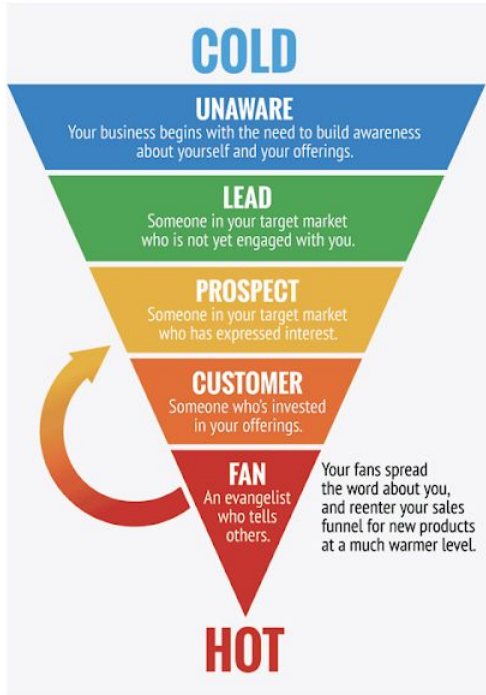 COLD
UNAWARE
Your business begins with the need to build awareness
about yourself and your offerings.
LEAD
Someone in your target market
who is not yet engaged with you.
PROSPECT
Someone in your target market
who has expressed interest.
CUSTOMER
Someone who's invested
in your offerings.
FAN
An evangelist
who tells
others.
Your fans spread
the word about you,
and reenter your sales
funnel for new products
at a much warmer level.
HOT